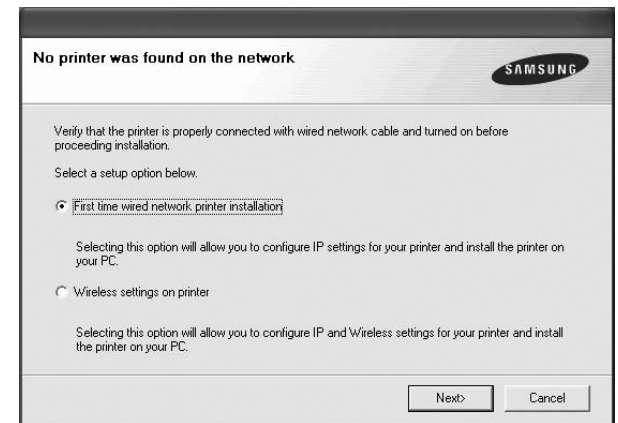 No printer was found on the network
SAMSUNG
Verify that the printer is properly connected with wired network cable and turned on before
proceeding installation.
Select a setup option below.
First time wired network printer installation
Selecting this option will allow you to configure IP settings for your printer and install the printer on
your PC.
Wireless settings on printer
Selecting this option will allow you to configure IP and Wireless settings for your printer and install
the printer on your PC.
Next>
Cancel